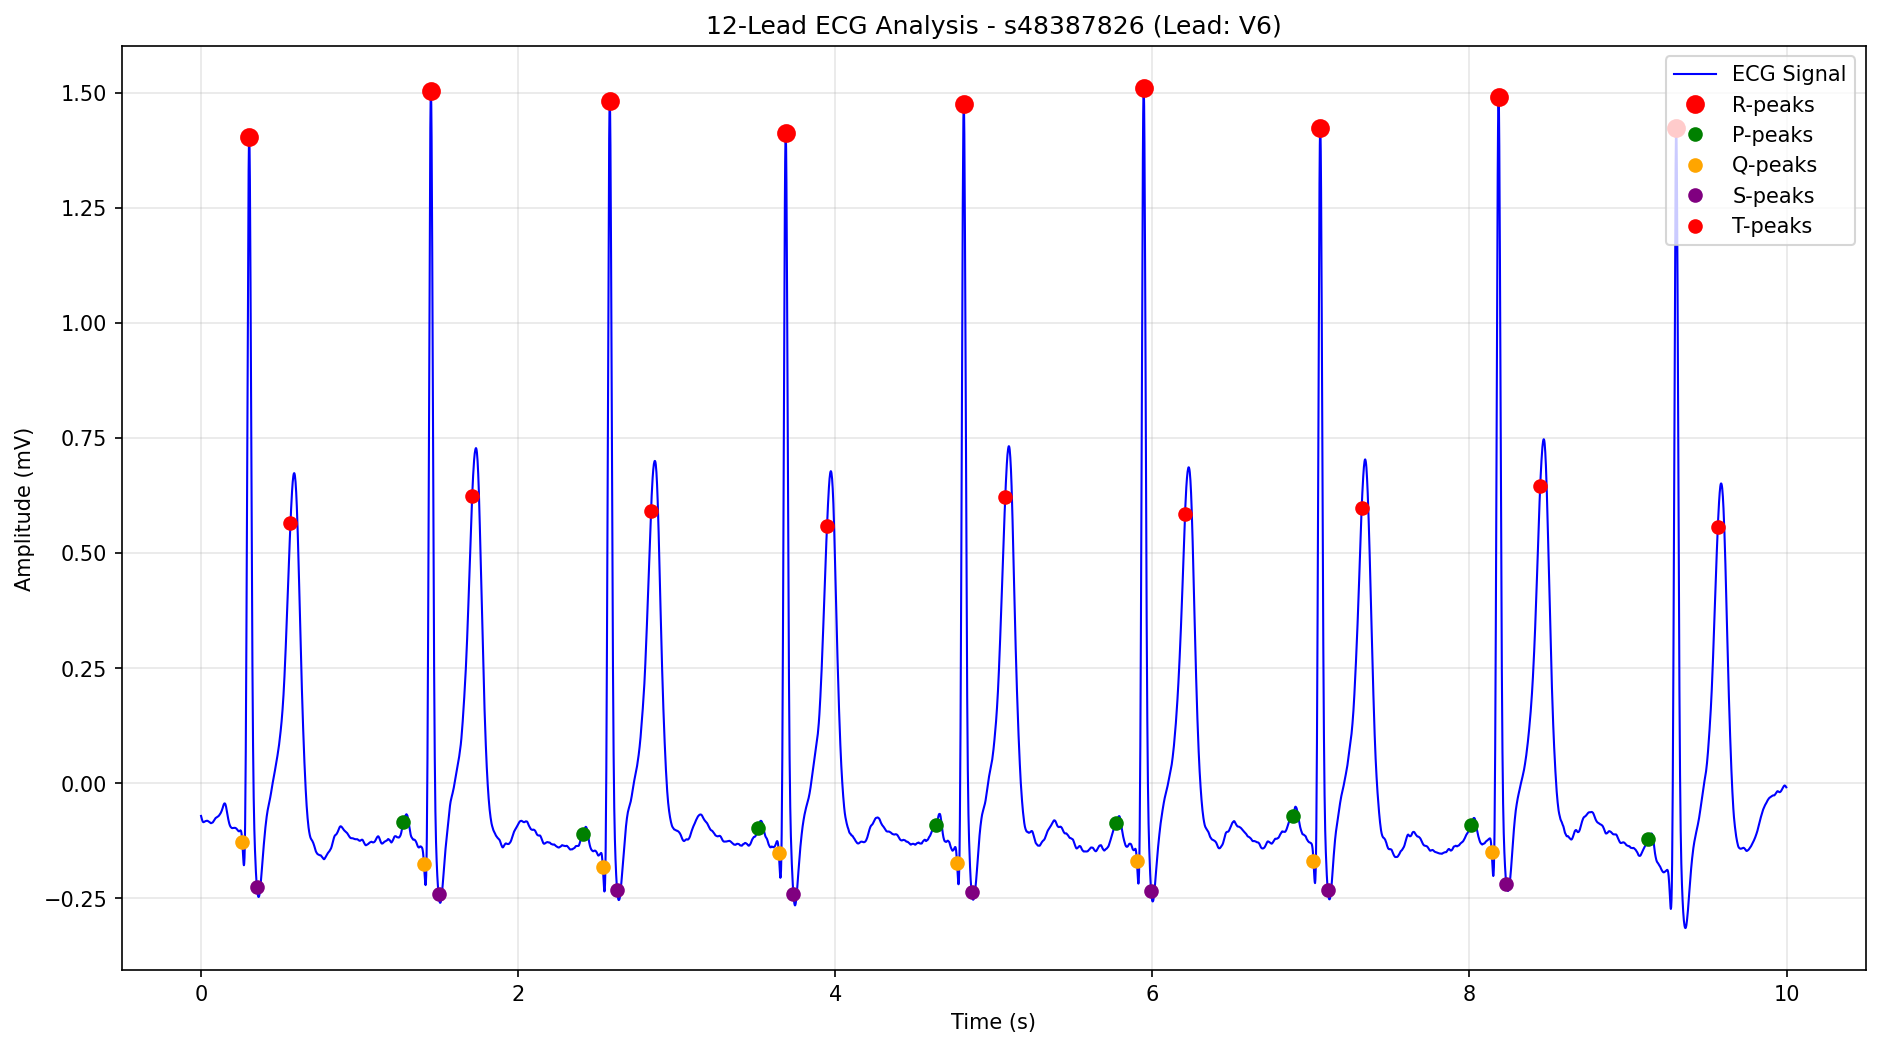 12-Lead ECG Analysis - s48387826 (Lead: V6)
ECG Signal
R-peaks
P-peaks
Q-peaks
S-peaks
T-peaks
Amplitude (mV)
1.50
1.25
1.00
0.75
0.50
0.25
0.00
−0.25
0 2 4 6 8 10
Time (s)